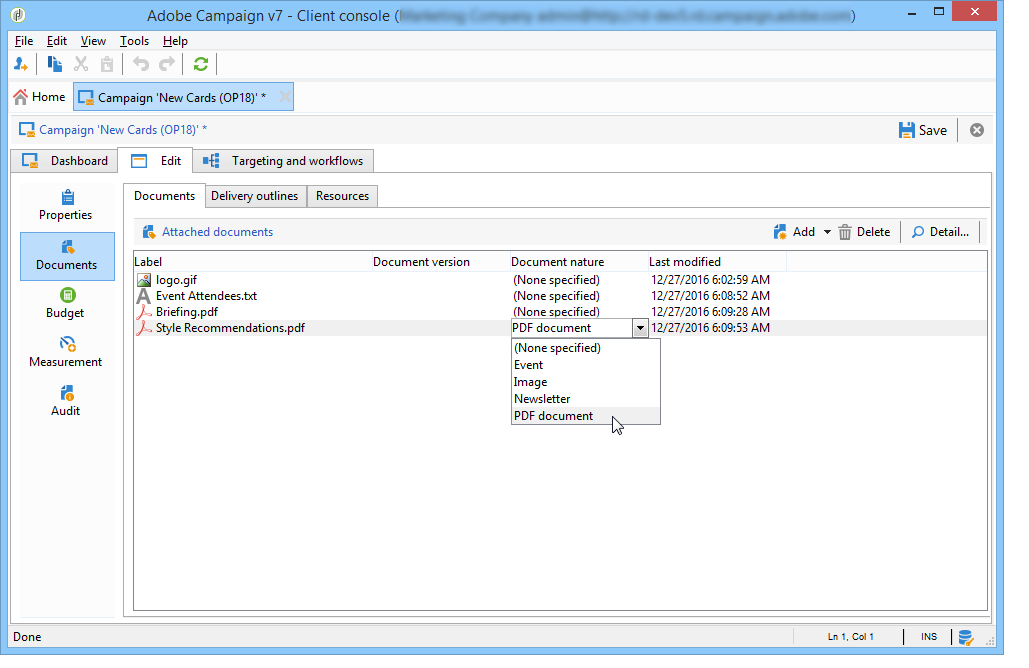 Adobe Campaign v7 - Client console ( )
File Edit View Tools Help
Home Campaign 'New Cards (OP18)' *
Campaign 'New Cards (OP18)' * Save
Dashboard Edit Targeting and workflows
Properties
Documents
Budget
Measurement
Audit
Documents Delivery outlines Resources
Attached documents Add Delete Detail...
Label Document version Document nature Last modified
logo.gif (None specified) 12/27/2016 6:02:59 AM
Event Attendees.txt (None specified) 12/27/2016 6:08:52 AM
Briefing.pdf (None specified) 12/27/2016 6:09:28 AM
Style Recommendations.pdf PDF document 12/27/2016 6:09:53 AM
(None specified)
Event
Image
Newsletter
PDF document
Done Ln 1, Col 1 INS